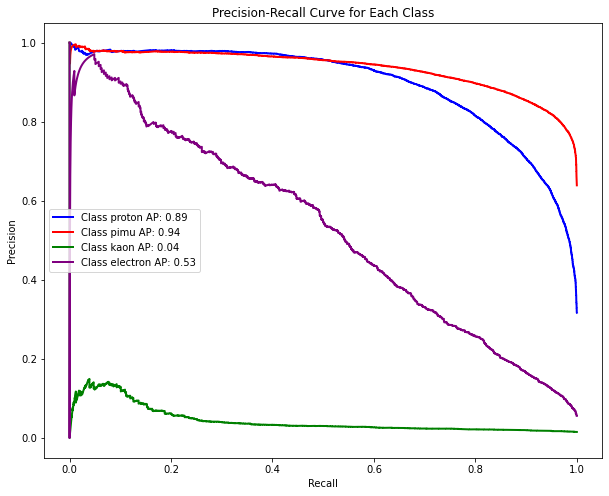 Precision-Recall Curve for Each Class
Precision
1.0
0.8
0.6
0.4
0.2
0.0
Class proton AP: 0.89
Class pimu AP: 0.94
Class kaon AP: 0.04
Class electron AP: 0.53
0.0 0.2 0.4 0.6 0.8 1.0
Recall